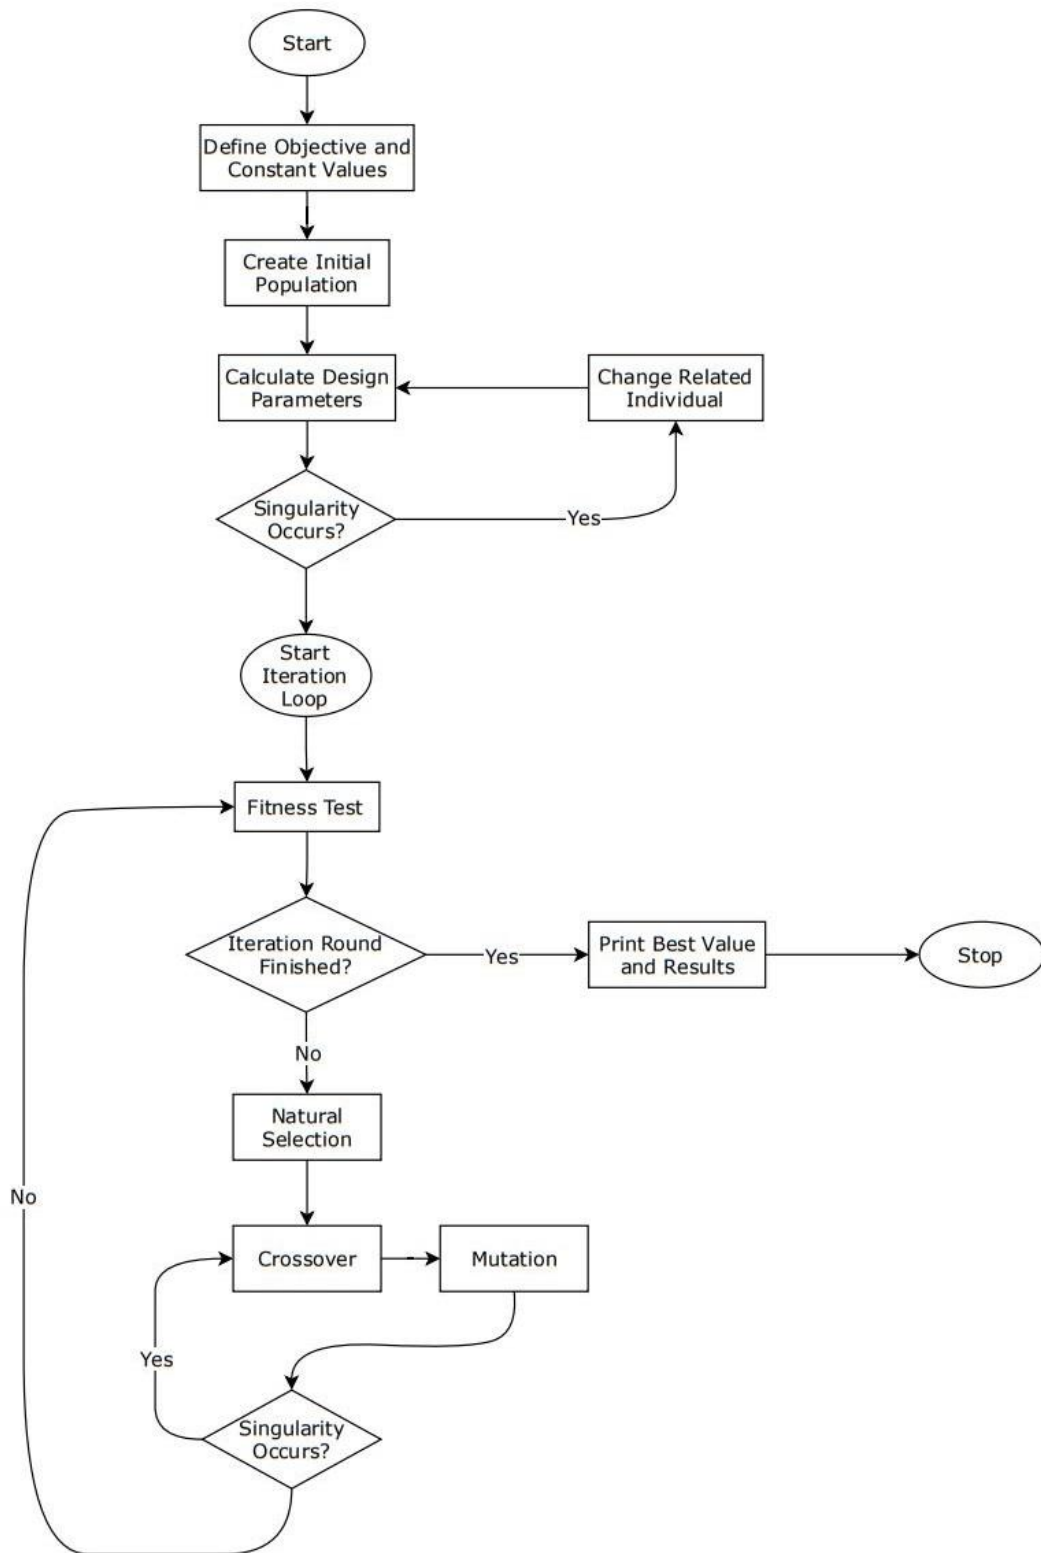 Start
Define Objective and
Constant Values
Create Initial
Population
Calculate Design
Parameters
Change Related
Individual
Singularity
Occurs?
Yes
Start
Iteration
Loop
Fitness Test
Iteration Round
Finished?
Yes
Print Best Value
and Results
Stop
No
Natural
Selection
No
Crossover
Mutation
Yes
Singularity
Occurs?